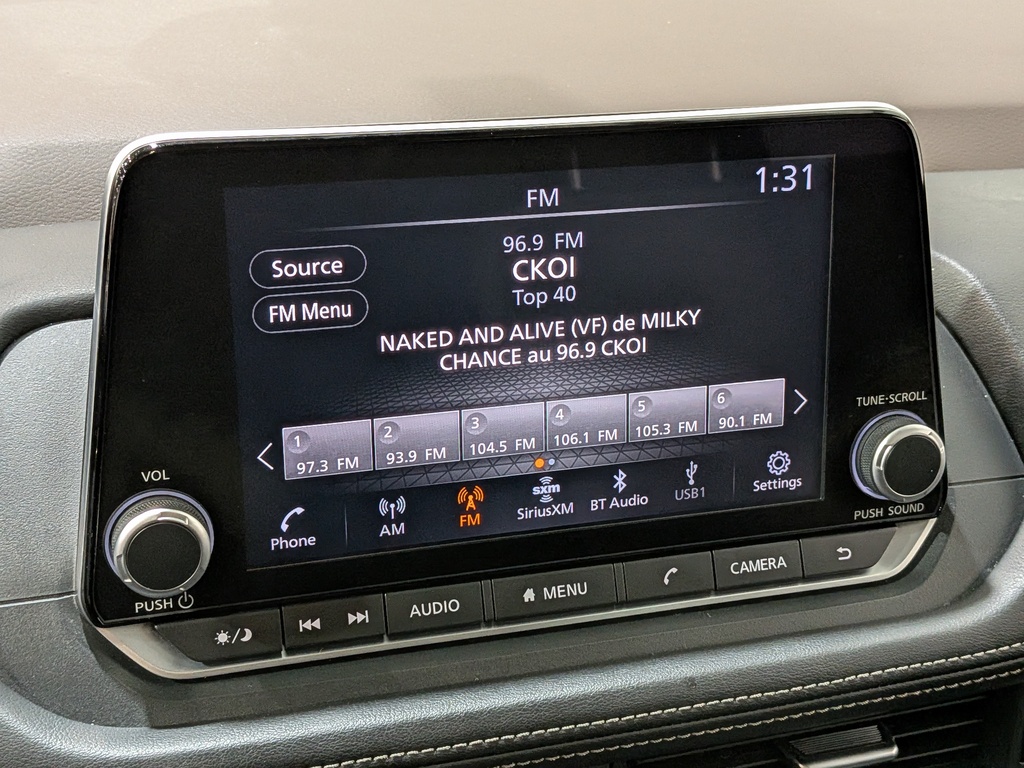 FM
1:31
96.9 FM
CKOI
Top 40
Source
FM Menu
NAKED AND ALIVE (VF) de MILKY
CHANCE au 96.9 CKOI
1 97.3 FM
2 93.9 FM
3 104.5 FM
4 106.1 FM
5 105.3 FM
6 90.1 FM
Phone
AM
FM
sxm
SiriusXM
BT Audio
USB1
Settings
VOL
PUSH
TUNE·SCROLL
PUSH SOUND
AUDIO
MENU
CAMERA